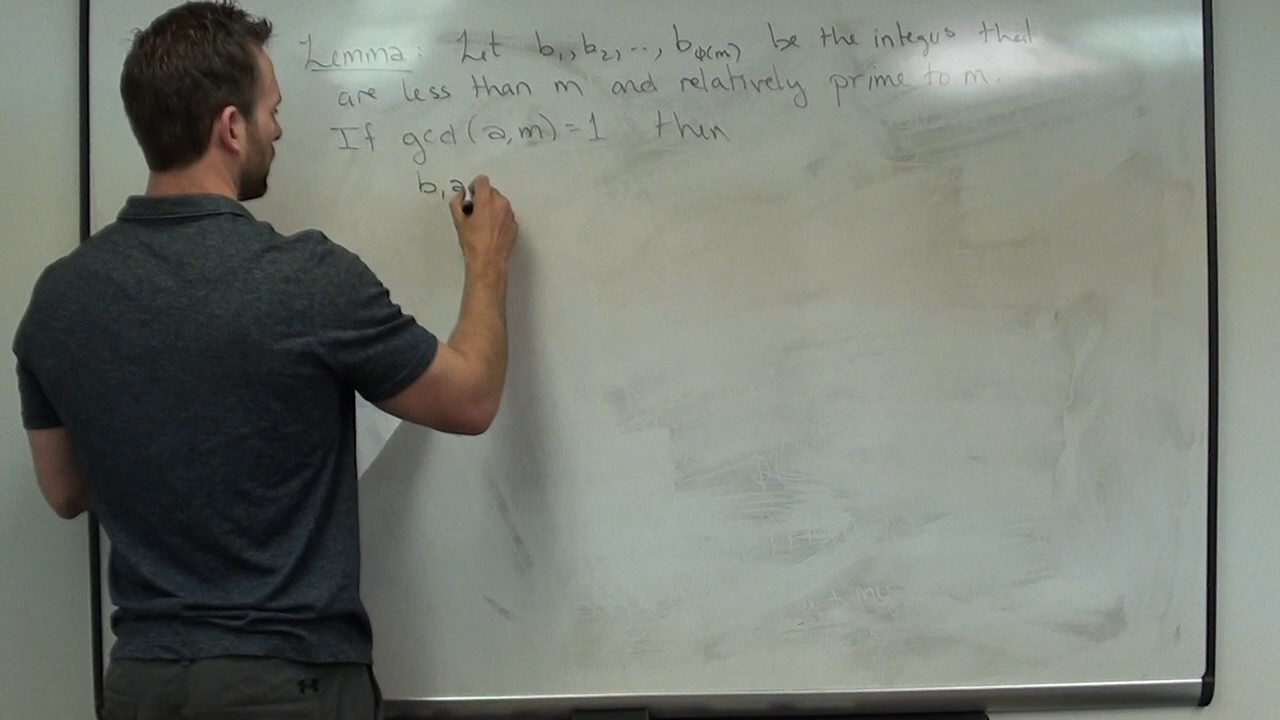 Lemma: Let b₁, b₂, ..., b_φ(m) be the integers that
are less than m and relatively prime to m.
If gcd(a,m)=1 then
b₁a